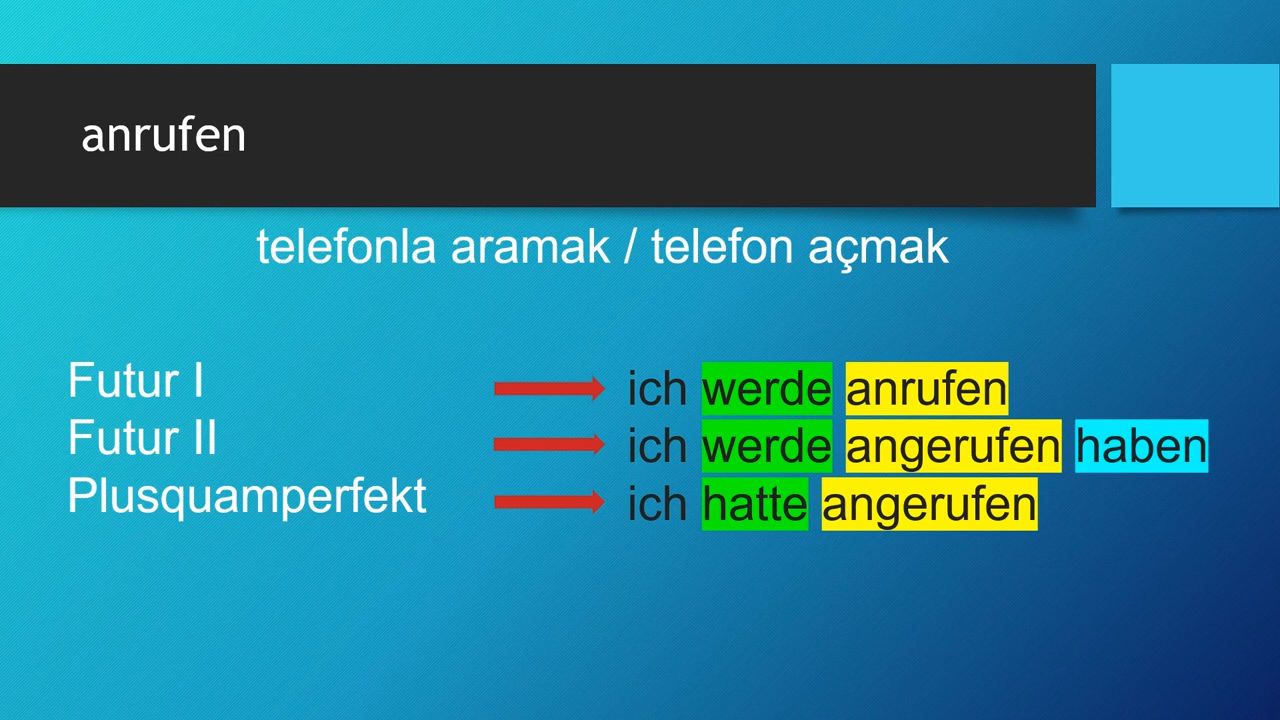 anrufen
telefonla aramak / telefon açmak
Futur I ich werde anrufen
Futur II ich werde angerufen haben
Plusquamperfekt ich hatte angerufen